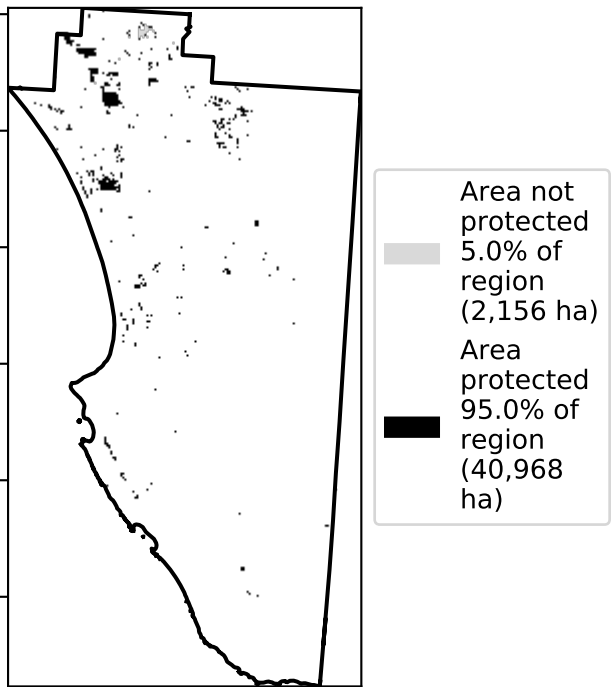 Area not
protected
5.0% of
region
(2,156 ha)
Area
protected
95.0% of
region
(40,968
ha)